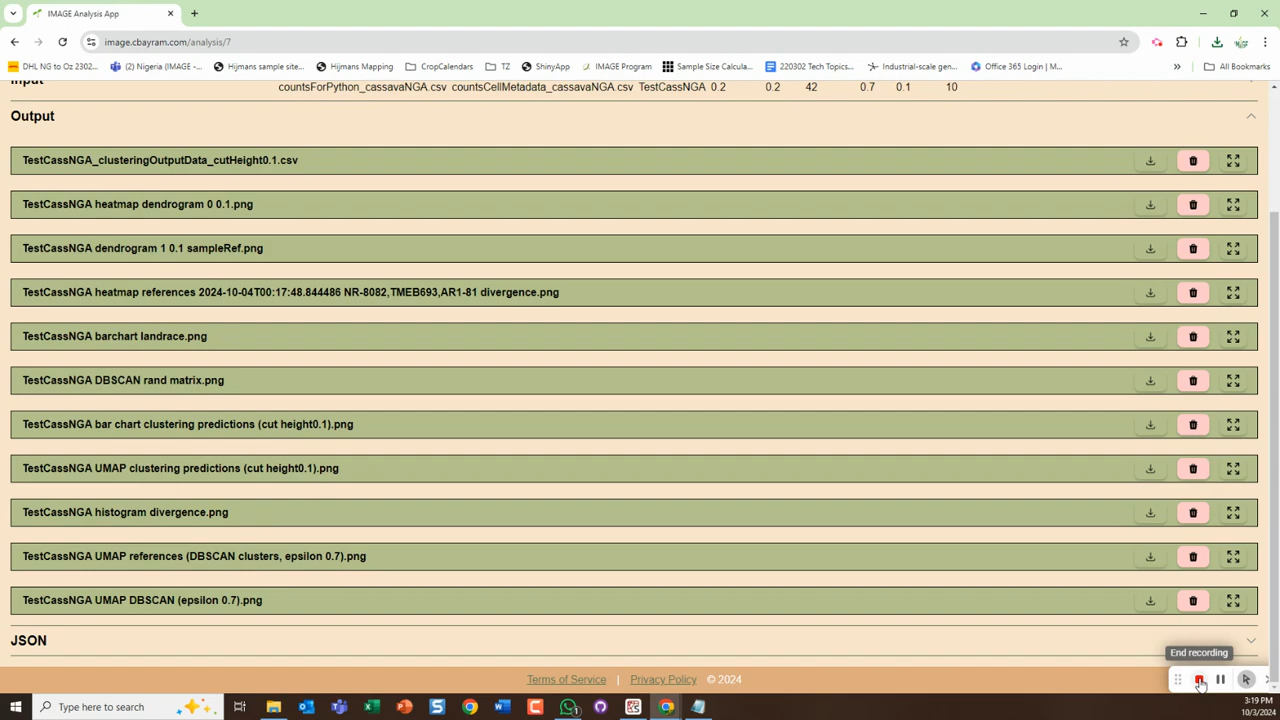 IMAGE Analysis App
image.cbayram.com/analysis/7
DHL NG to Oz 2302...
(2) Nigeria (IMAGE -...
Hijmans sample site...
Hijmans Mapping
CropCalendars
TZ
ShinyApp
IMAGE Program
Sample Size Calcula...
220302 Tech Topics...
Industrial-scale gen...
Office 365 Login | M...
All Bookmarks
Input
countsForPython_cassavaNGA.csv countsCellMetadata_cassavaNGA.csv TestCassNGA 0.2 0.2 42 0.7 0.1 10
Output
TestCassNGA_clusteringOutputData_cutHeight0.1.csv
TestCassNGA heatmap dendrogram 0 0.1.png
TestCassNGA dendrogram 1 0.1 sampleRef.png
TestCassNGA heatmap references 2024-10-04T00:17:48.844486 NR-8082,TMEB693,AR1-81 divergence.png
TestCassNGA barchart landrace.png
TestCassNGA DBSCAN rand matrix.png
TestCassNGA bar chart clustering predictions (cut height0.1).png
TestCassNGA UMAP clustering predictions (cut height0.1).png
TestCassNGA histogram divergence.png
TestCassNGA UMAP references (DBSCAN clusters, epsilon 0.7).png
TestCassNGA UMAP DBSCAN (epsilon 0.7).png
JSON
End recording
Terms of Service Privacy Policy © 2024
Type here to search
3:19 PM
10/3/2024